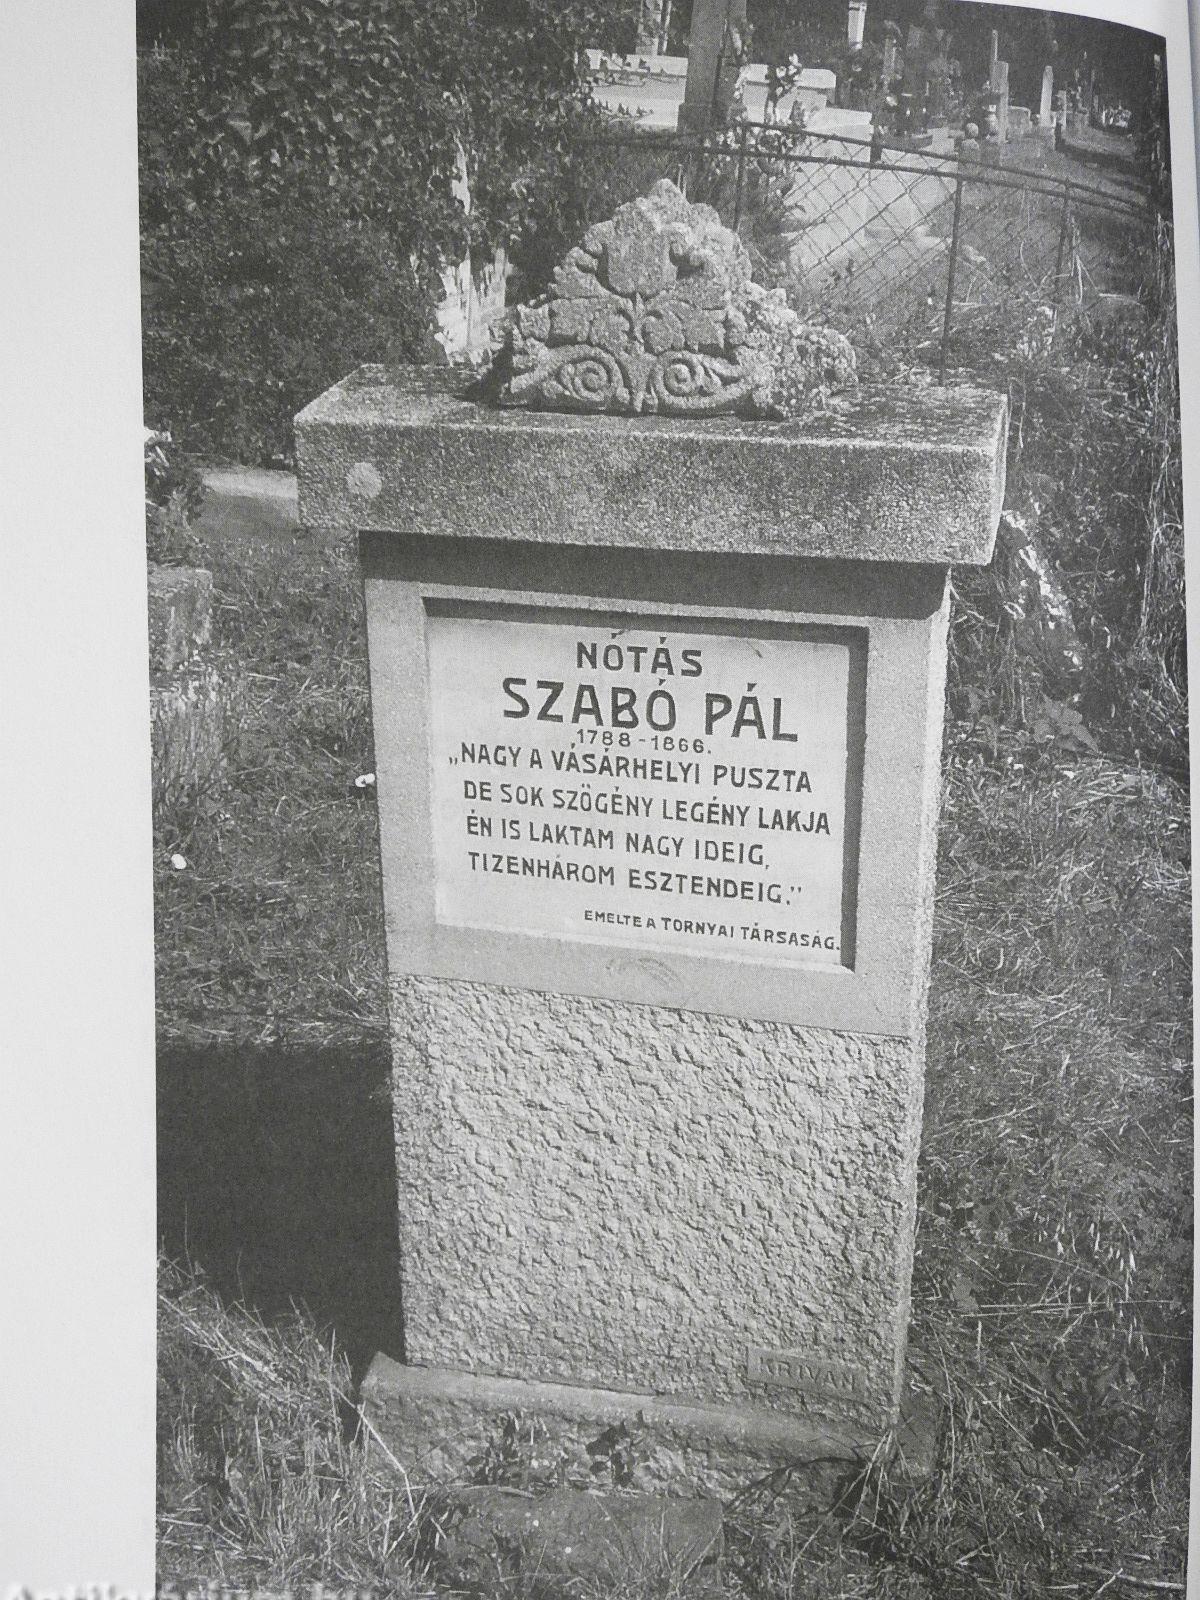 NÓTÁS
SZABÓ PÁL
1788-1866.
„NAGY A VÁSÁRHELYI PUSZTA
DE SOK SZÖGÉNY LEGÉNY LAKJA
ÉN IS LAKTAM NAGY IDEIG,
TIZENHÁROM ESZTENDEIG.”
EMELTE A TORNYAI TÁRSASÁG.
KRIVÁN